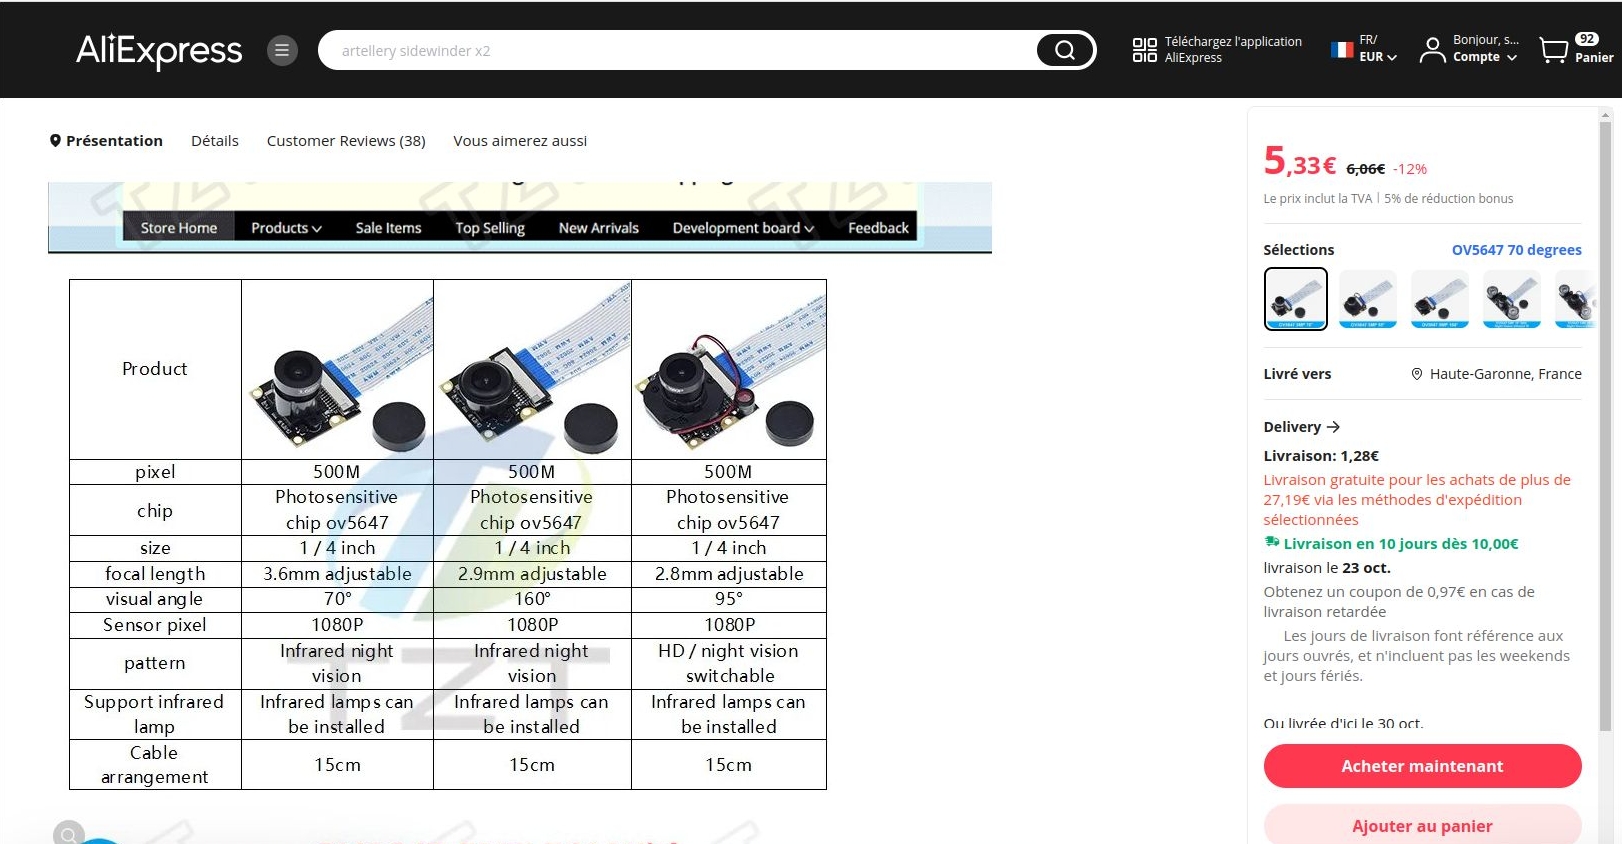 AliExpress
artellery sidewinder x2
Téléchargez l'application
AliExpress
FR/
EUR
Bonjour, s...
Compte
92
Panier
Présentation
Détails
Customer Reviews (38)
Vous aimerez aussi
Store Home
Products
Sale Items
Top Selling
New Arrivals
Development board
Feedback
Product
pixel
500M
500M
500M
chip
Photosensitive
chip ov5647
Photosensitive
chip ov5647
Photosensitive
chip ov5647
size
1 / 4 inch
1 / 4 inch
1 / 4 inch
focal length
3.6mm adjustable
2.9mm adjustable
2.8mm adjustable
visual angle
70°
160°
95°
Sensor pixel
1080P
1080P
1080P
pattern
Infrared night
vision
Infrared night
vision
HD / night vision
switchable
Support infrared
lamp
Infrared lamps can
be installed
Infrared lamps can
be installed
Infrared lamps can
be installed
Cable
arrangement
15cm
15cm
15cm
TZT
5,33€ 6,06€ -12%
Le prix inclut la TVA | 5% de réduction bonus
Sélections
OV5647 70 degrees
Livré vers
Haute-Garonne, France
Delivery
Livraison: 1,28€
Livraison gratuite pour les achats de plus de
27,19€ via les méthodes d'expédition
sélectionnées
Livraison en 10 jours dès 10,00€
livraison le 23 oct.
Obtenez un coupon de 0,97€ en cas de
livraison retardée
Les jours de livraison font référence aux
jours ouvrés, et n'incluent pas les weekends
et jours fériés.
Ou livrée d'ici le 30 oct.
Acheter maintenant
Ajouter au panier